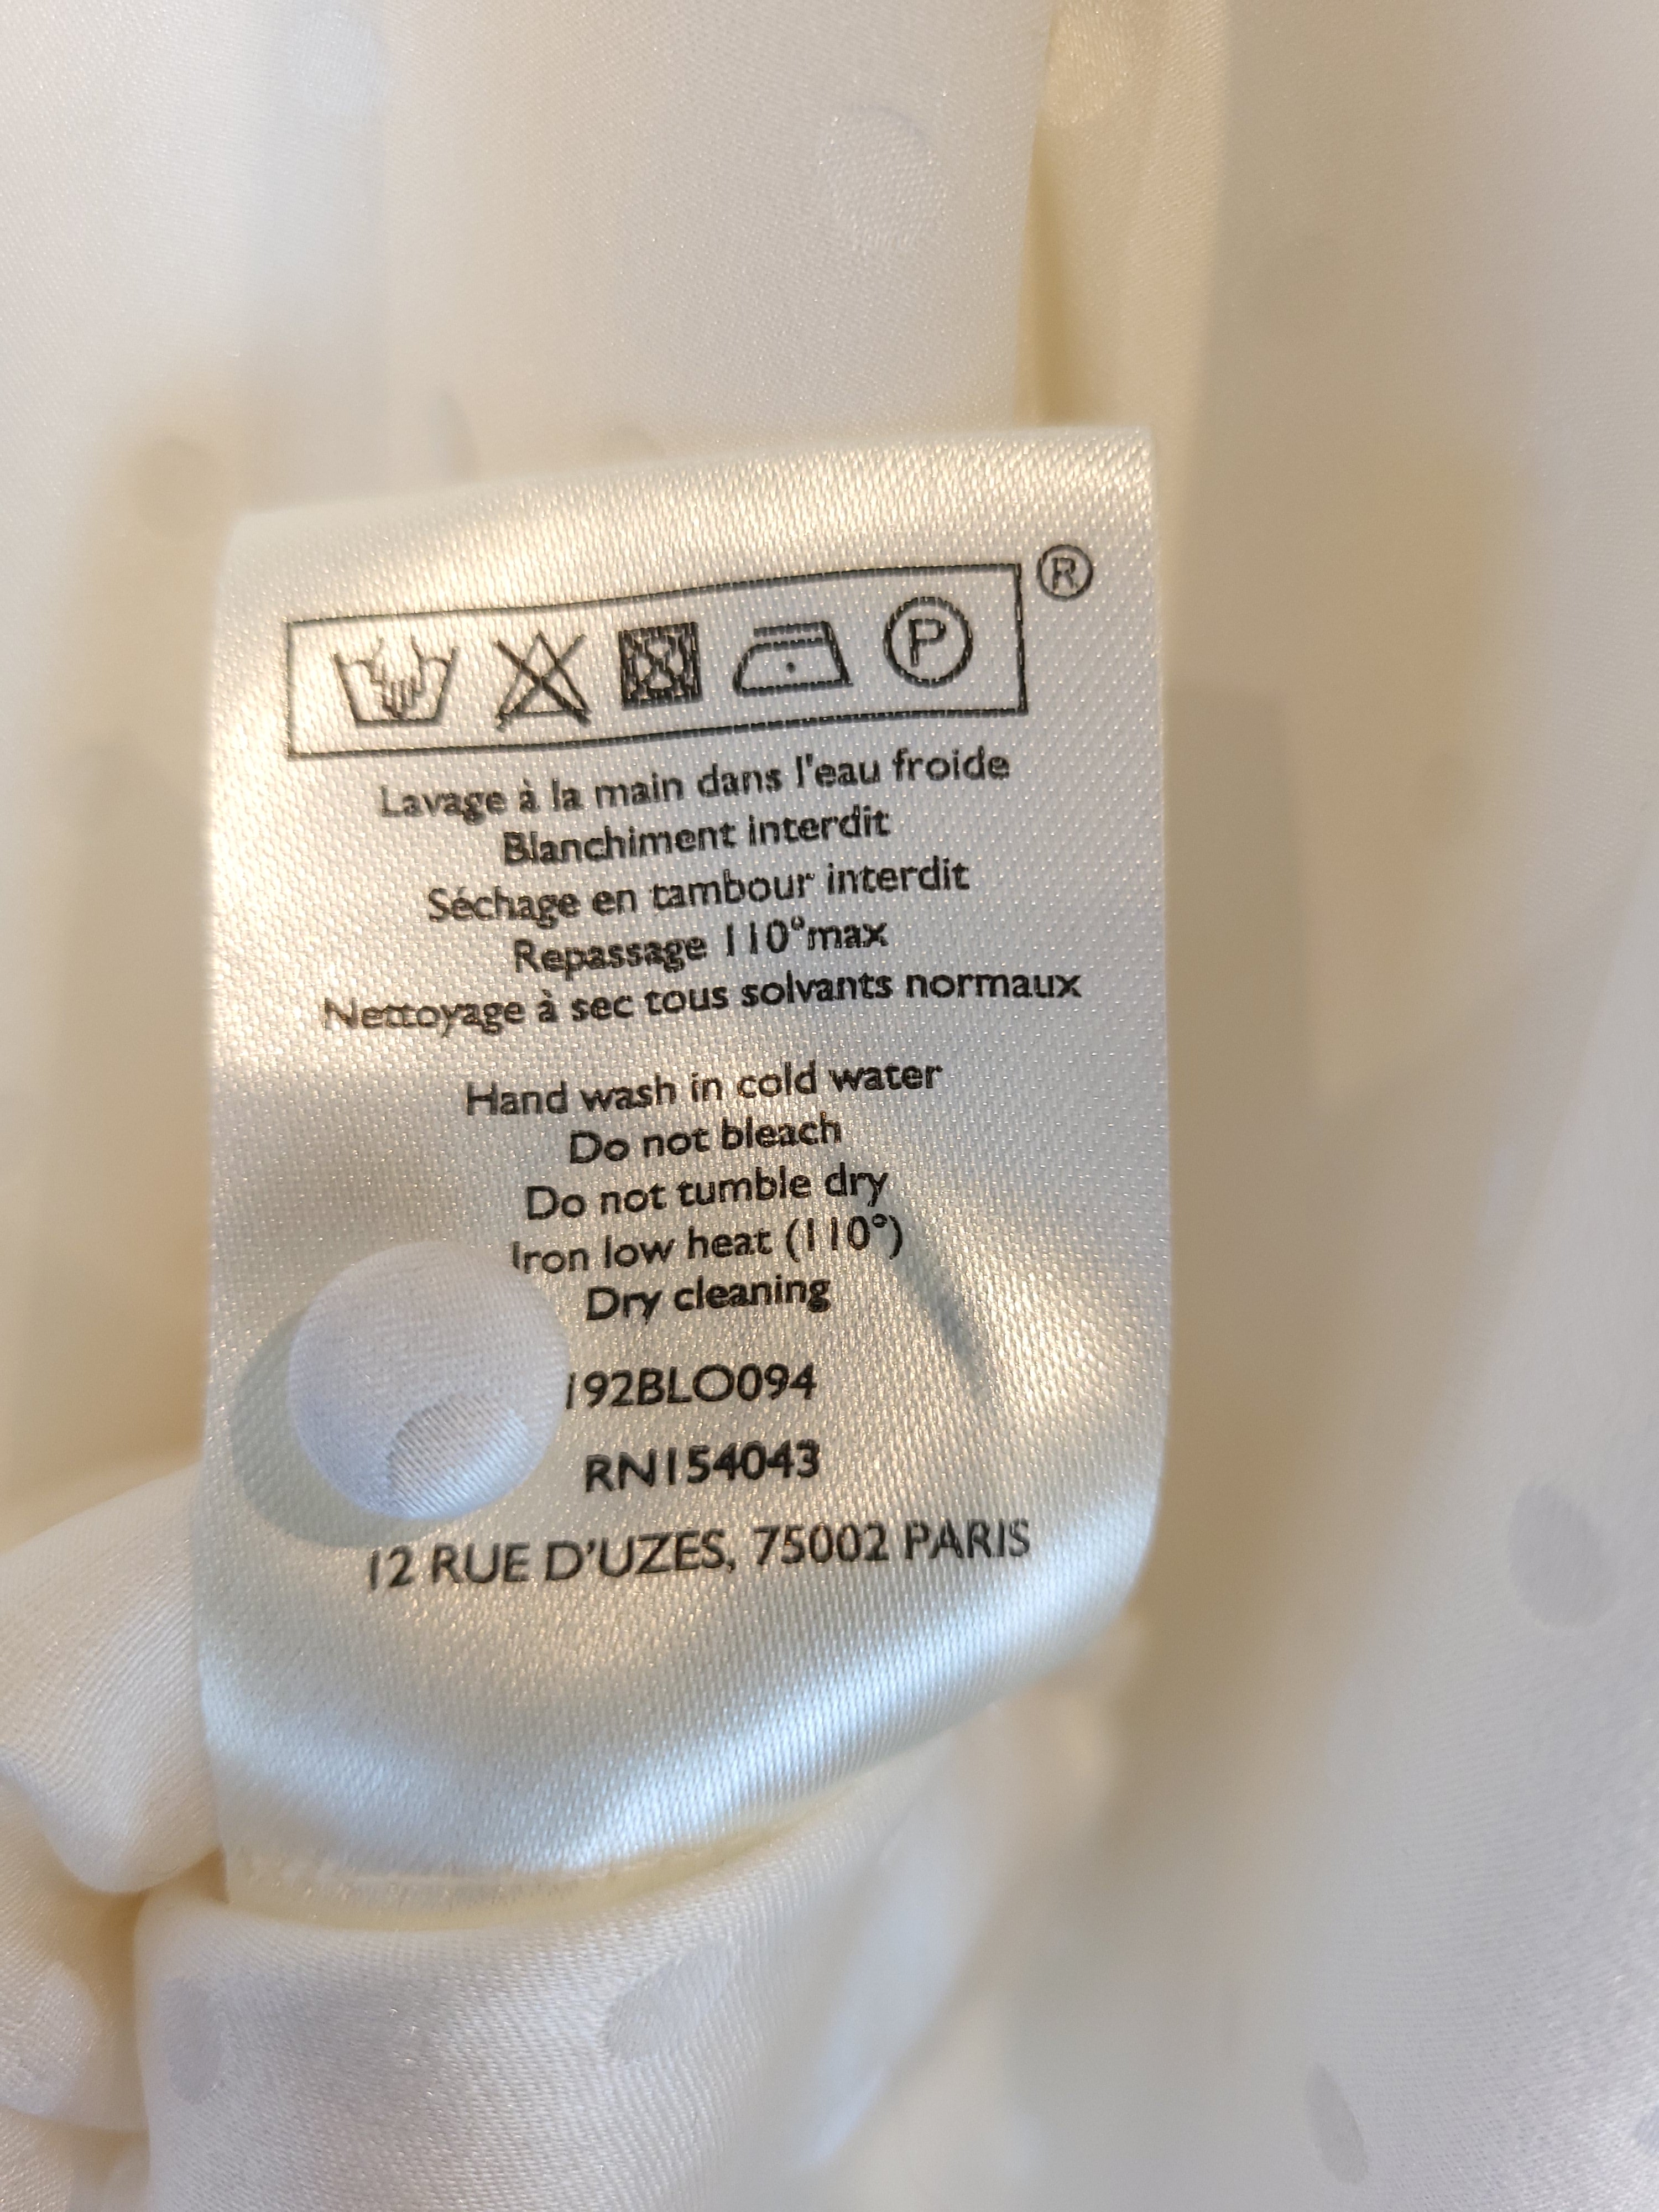 ®
P
Lavage à la main dans l'eau froide
Blanchiment interdit
Séchage en tambour interdit
Repassage 110°max
Nettoyage à sec tous solvants normaux
Hand wash in cold water
Do not bleach
Do not tumble dry
Iron low heat (110°)
Dry cleaning
192BLO094
RN154043
12 RUE D'UZES, 75002 PARIS